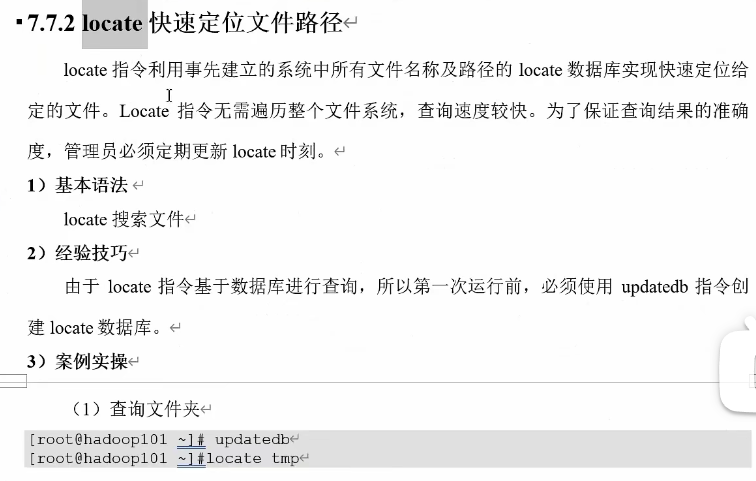 ▪7.7.2 locate 快速定位文件路径↵
locate 指令利用事先建立的系统中所有文件名称及路径的 locate 数据库实现快速定位给
定的文件。Locate 指令无需遍历整个文件系统，查询速度较快。为了保证查询结果的准确
度，管理员必须定期更新 locate 时刻。↵
1）基本语法↵
locate 搜索文件↵
2）经验技巧↵
由于 locate 指令基于数据库进行查询，所以第一次运行前，必须使用 updatedb 指令创
建 locate 数据库。↵
3）案例实操↵
（1）查询文件夹↵
[root@hadoop101 ~]# updatedb↵
[root@hadoop101 ~]#locate tmp↵